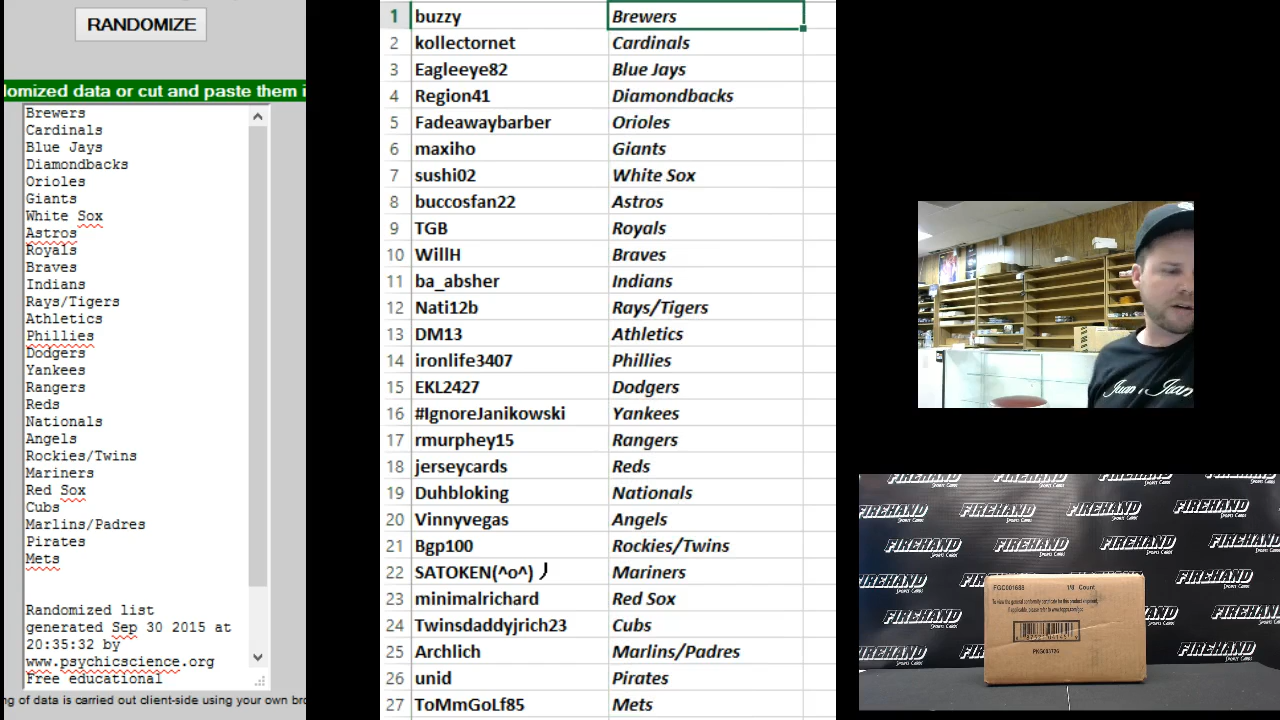 RANDOMIZE
domized data or cut and paste them i
Brewers
Cardinals
Blue Jays
Diamondbacks
Orioles
Giants
White Sox
Astros
Royals
Braves
Indians
Rays/Tigers
Athletics
Phillies
Dodgers
Yankees
Rangers
Reds
Nationals
Angels
Rockies/Twins
Mariners
Red Sox
Cubs
Marlins/Padres
Pirates
Mets
Randomized list
generated Sep 30 2015 at
20:35:32 by
www.psychicscience.org
Free educational
ng of data is carried out client-side using your own bro
1 buzzy Brewers
2 kollectornet Cardinals
3 Eagleeye82 Blue Jays
4 Region41 Diamondbacks
5 Fadeawaybarber Orioles
6 maxiho Giants
7 sushi02 White Sox
8 buccosfan22 Astros
9 TGB Royals
10 WillH Braves
11 ba_absher Indians
12 Nati12b Rays/Tigers
13 DM13 Athletics
14 ironlife3407 Phillies
15 EKL2427 Dodgers
16 #IgnoreJanikowski Yankees
17 rmurphey15 Rangers
18 jerseycards Reds
19 Duhbloking Nationals
20 Vinnyvegas Angels
21 Bgp100 Rockies/Twins
22 SATOKEN(^o^)丿 Mariners
23 minimalrichard Red Sox
24 Twinsdaddyjrich23 Cubs
25 Archlich Marlins/Padres
26 unid Pirates
27 ToMmGoLf85 Mets
FIREHAND
SPORTS CARDS
FGC001688
Count